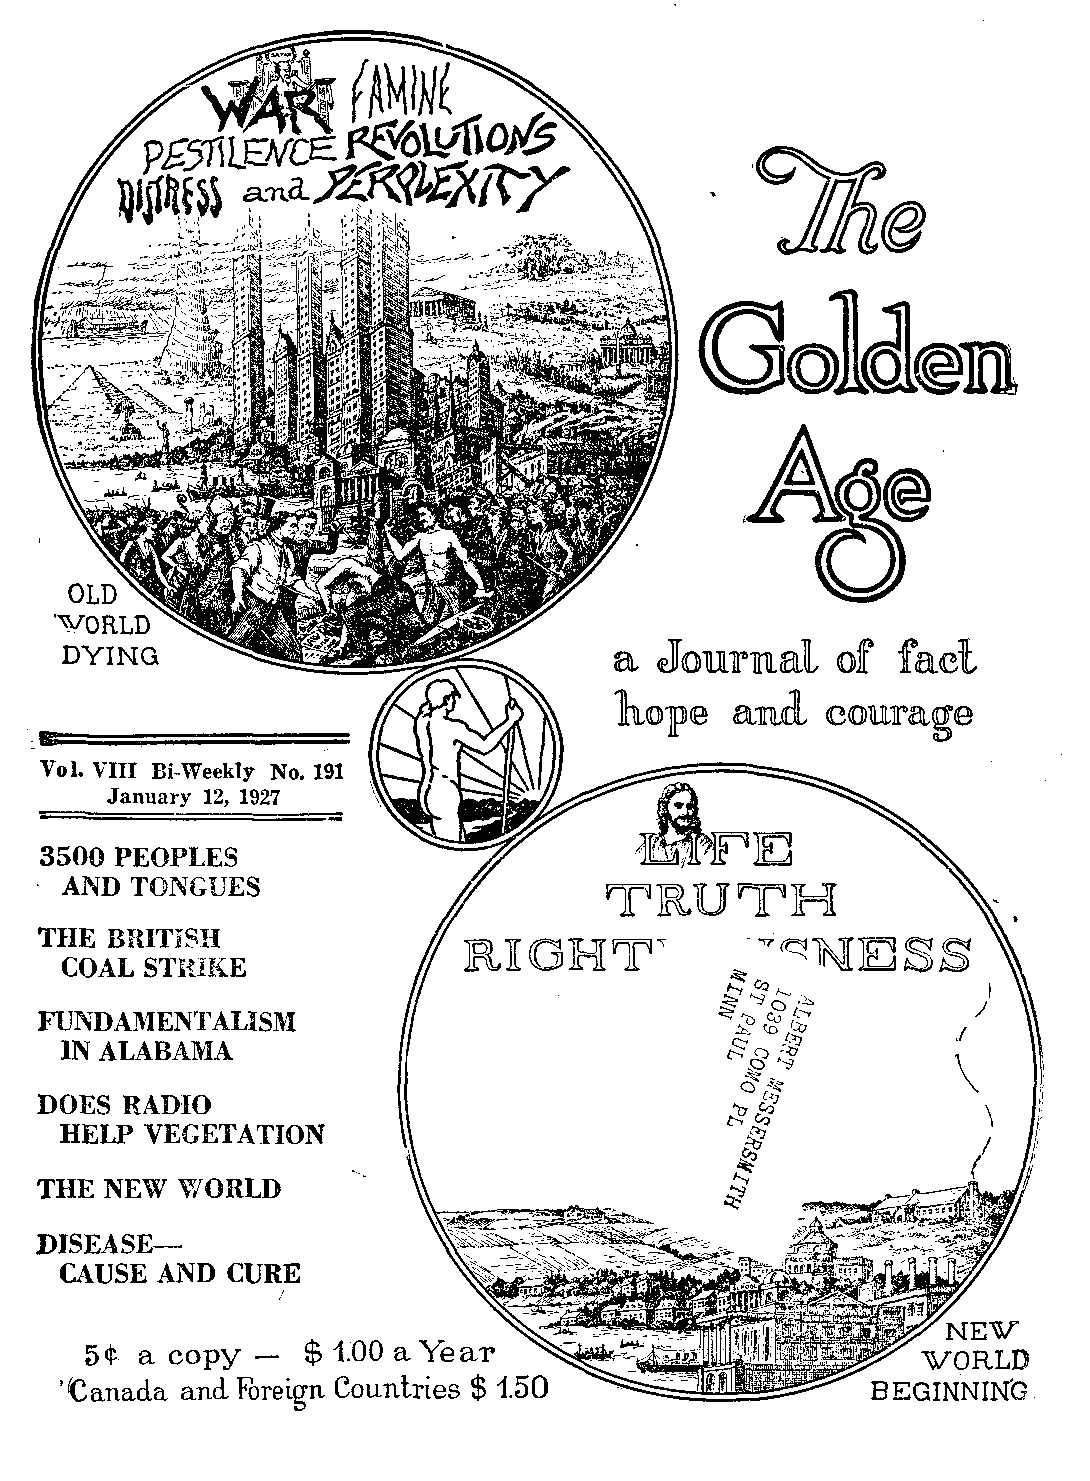 SATAN
WAR FAMINE
PESTILENCE REVOLUTIONS
DISTRESS and PERPLEXITY
The
Golden
Age
OLD
WORLD
DYING
a Journal of fact
hope and courage
Vol. VIII Bi-Weekly No. 191
January 12, 1927
3500 PEOPLES
AND TONGUES
THE BRITISH
COAL STRIKE
FUNDAMENTALISM
IN ALABAMA
DOES RADIO
HELP VEGETATION
THE NEW WORLD
DISEASE—
CAUSE AND CURE
5¢ a copy — $ 1.00 a Year
Canada and Foreign Countries $ 1.50
LIFE
TRUTH
RIGHT SNESS
ALBERT MESSERSMITH
1039 COMO PL
ST PAUL
MINN
NEW
WORLD
BEGINNING